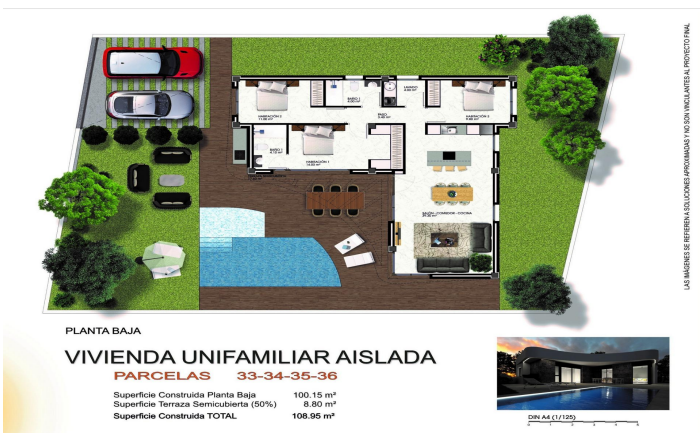 HABITACIÓN 2
BAÑO 1
LAVADO
HABITACIÓN 3
PASO
BAÑO 2
HABITACIÓN 1
SALÓN - COMEDOR - COCINA
LAS IMÁGENES SE REFIEREN A SOLUCIONES APROXIMADAS Y NO SON VINCULANTES AL PROYECTO FINAL
PLANTA BAJA
VIVIENDA UNIFAMILIAR AISLADA
PARCELAS 33-34-35-36
Superficie Construida Planta Baja 100.15 m²
Superficie Terraza Semicubierta (50%) 8.80 m²
Superficie Construida TOTAL 108.95 m²
DIN A4 (1/125)